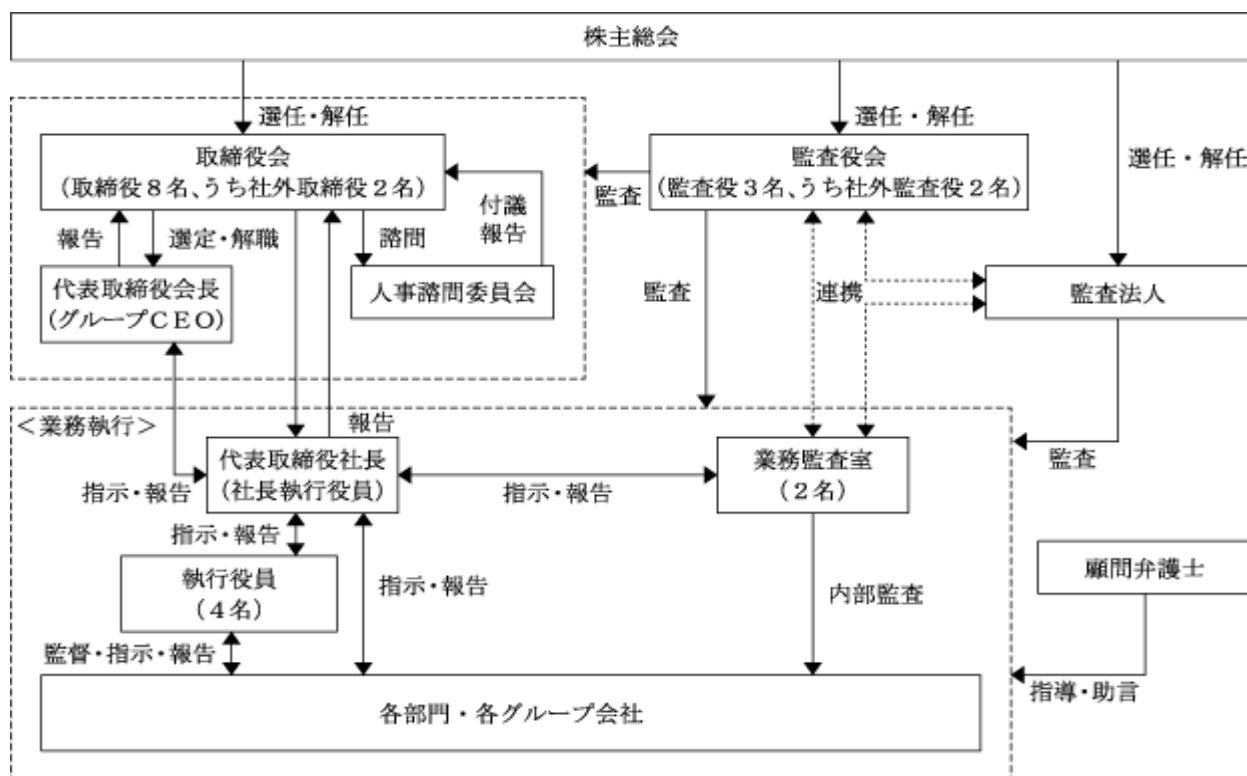 株主総会
選任・解任
選任・解任
選任・解任
取締役会
(取締役8名、うち社外取締役2名)
監査
監査役会
(監査役3名、うち社外監査役2名)
付議
報告
報告
選定・解職
諮問
代表取締役会長
(グループCEO)
人事諮問委員会
監査
連携
監査法人
<業務執行>
報告
代表取締役社長
(社長執行役員)
業務監査室
(2名)
監査
指示・報告
指示・報告
指示・報告
執行役員
(4名)
指示・報告
内部監査
顧問弁護士
監督・指示・報告
指導・助言
各部門・各グループ会社